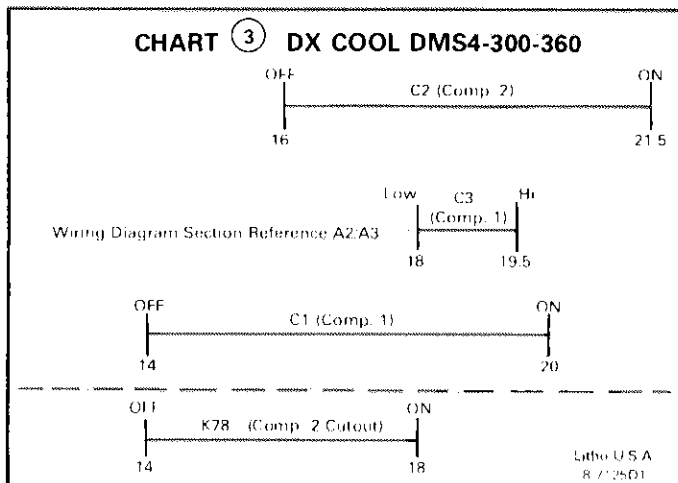 CHART 3 DX COOL DMS4-300-360
OFF C2 (Comp. 2) ON
16 21.5
Low C3 (Comp. 1) Hi
Wiring Diagram Section Reference A2:A3
18 19.5
OFF C1 (Comp. 1) ON
14 20
OFF K78 (Comp. 2 Cutout) ON
14 18
Litho U.S.A.